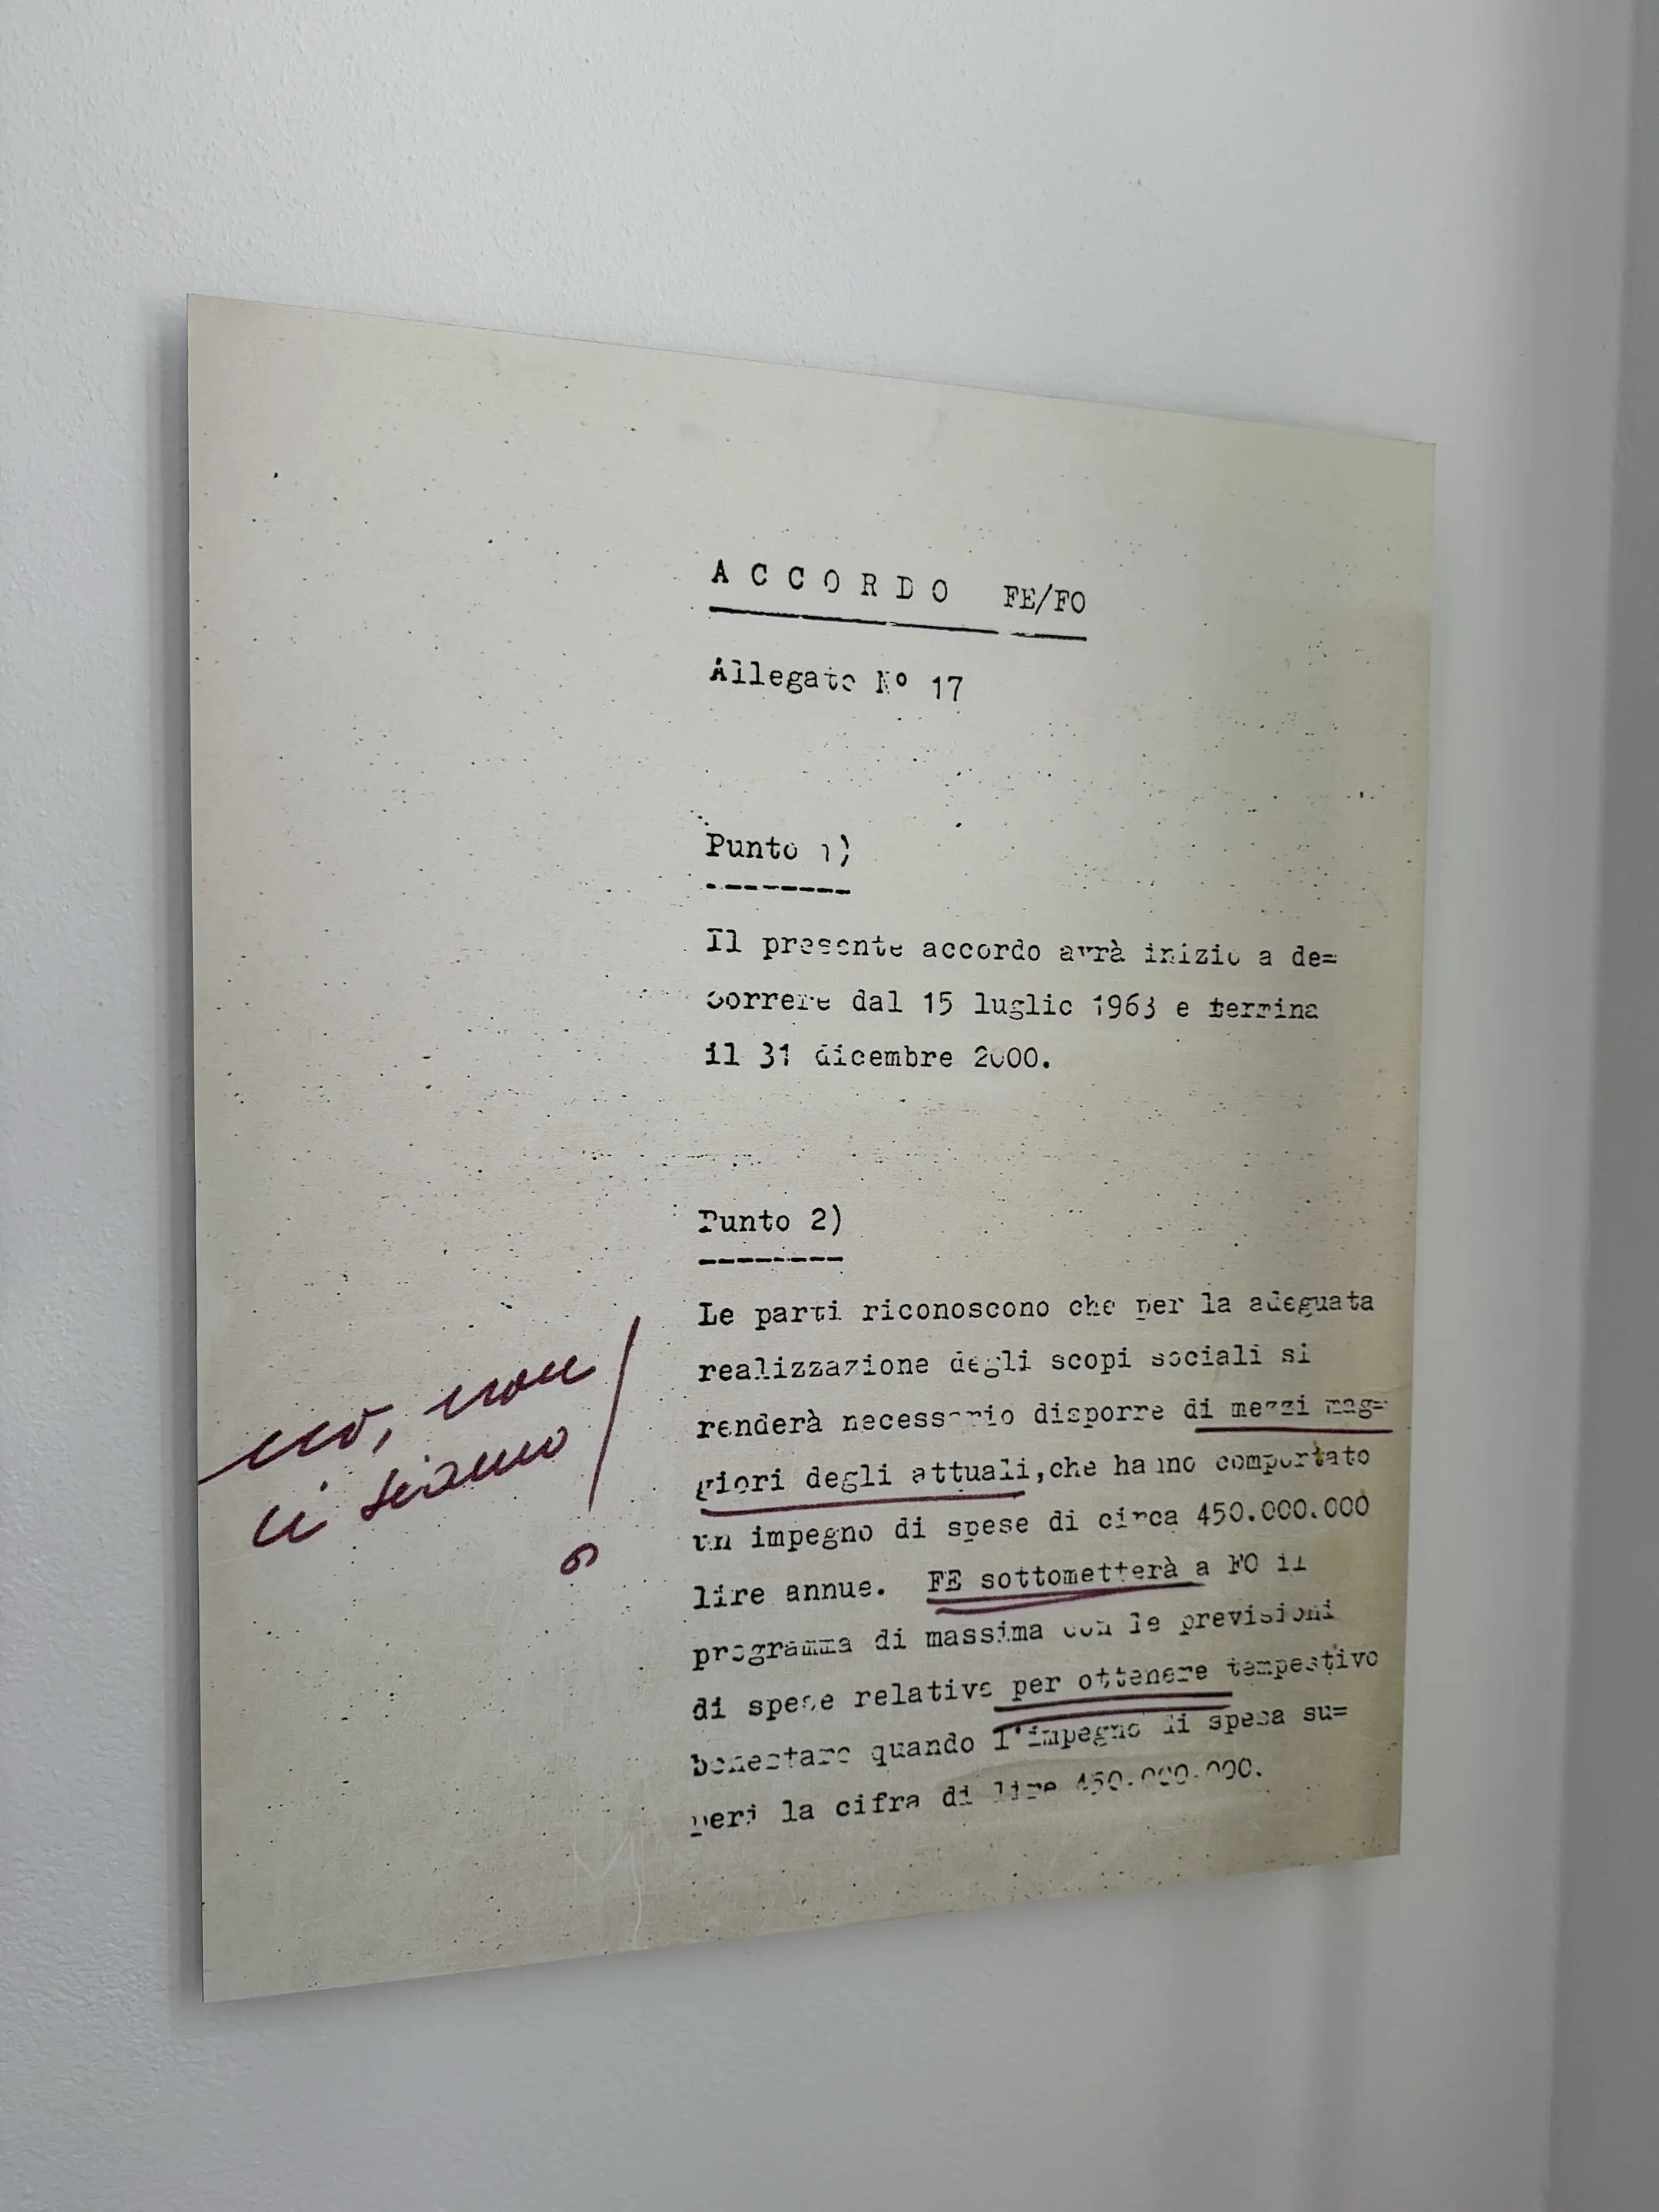 ACCORDO FE/FO
Allegato Nº 17
Punto 1)
Il presente accordo avrà inizio a de=
correre dal 15 luglio 1963 e termina
il 31 dicembre 2000.
Punto 2)
Le parti riconoscono che per la adeguata
realizzazione degli scopi sociali si
renderà necessario disporre di mezzi mag=
giori degli attuali, che hanno comportato
un impegno di spese di circa 450.000.000
lire annue. FE sottometterà a FO il
programma di massima con le previsioni
di spese relative per ottenere tempestivo
benestare quando l'impegno di spesa su=
peri la cifra di lire 450.000.000.
no, non
ci siamo!